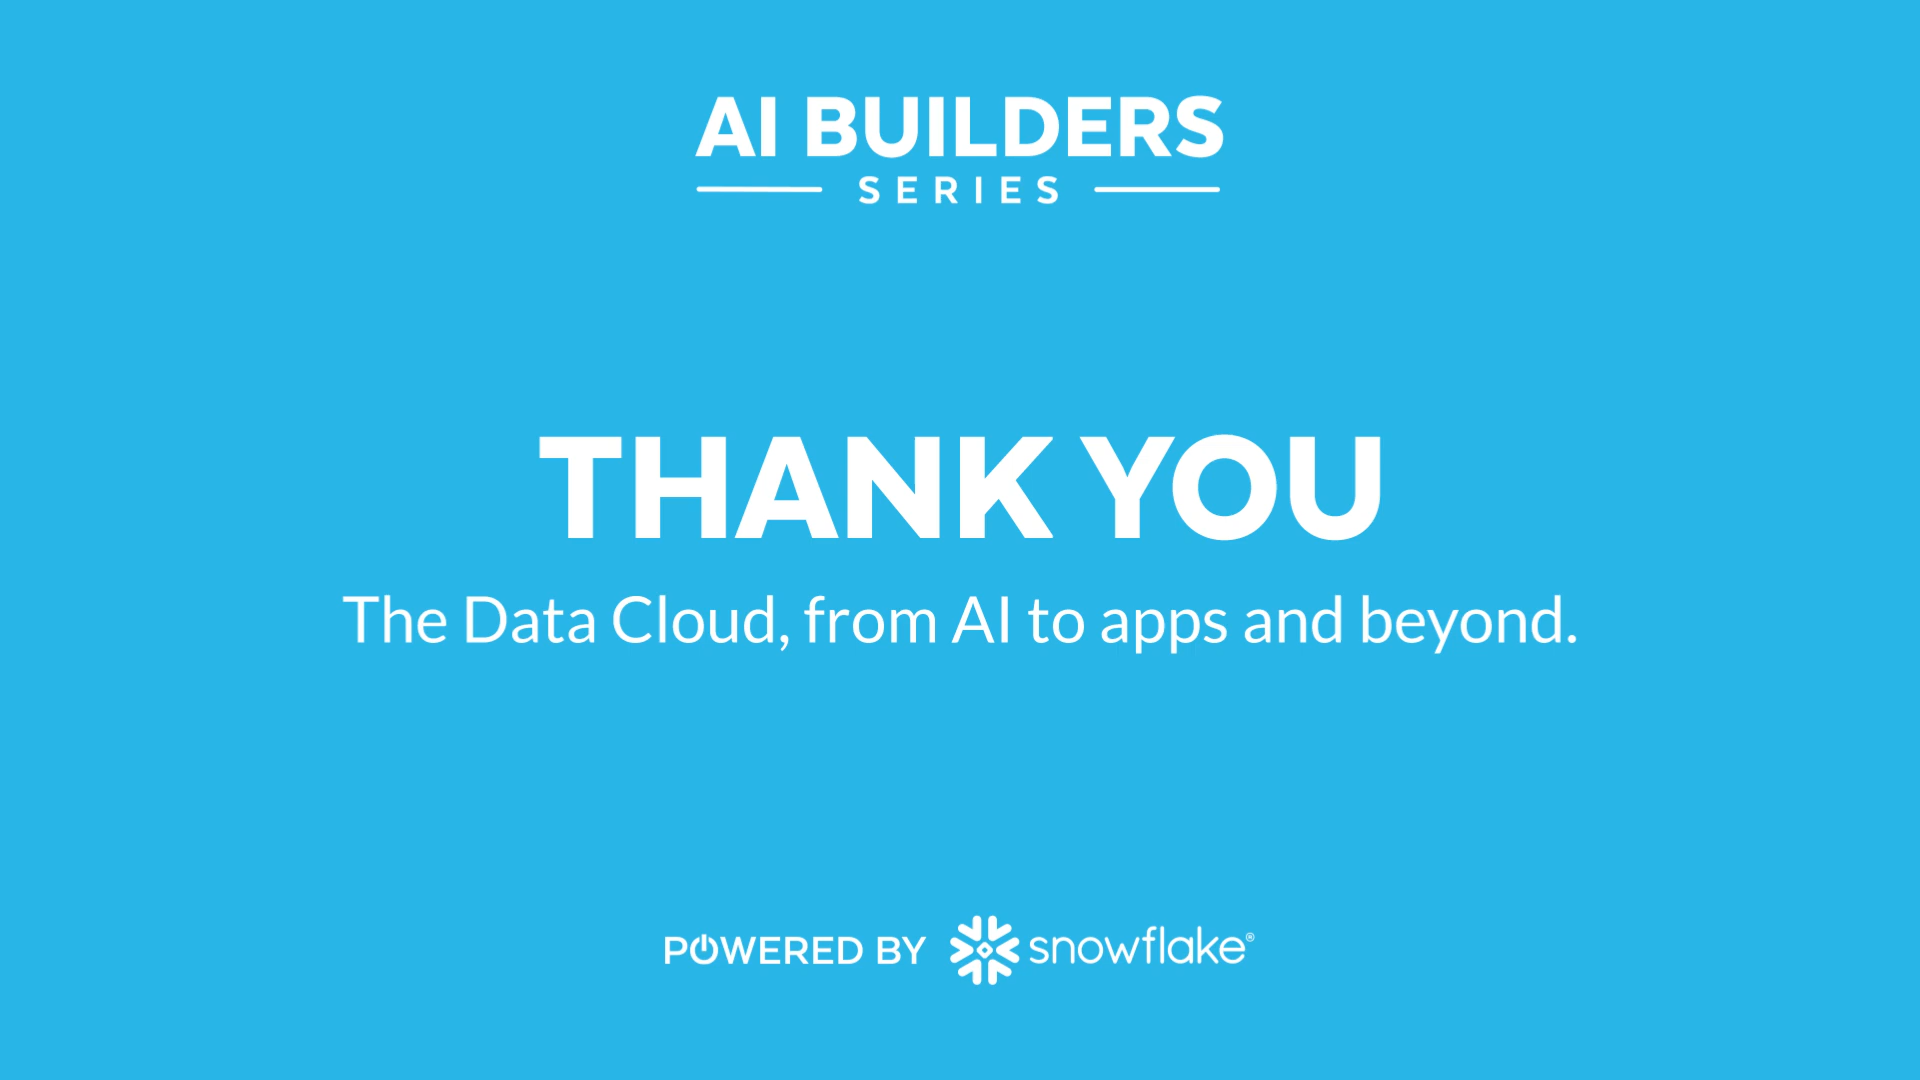 AI BUILDERS
SERIES
THANK YOU
The Data Cloud, from AI to apps and beyond.
POWERED BY snowflake®